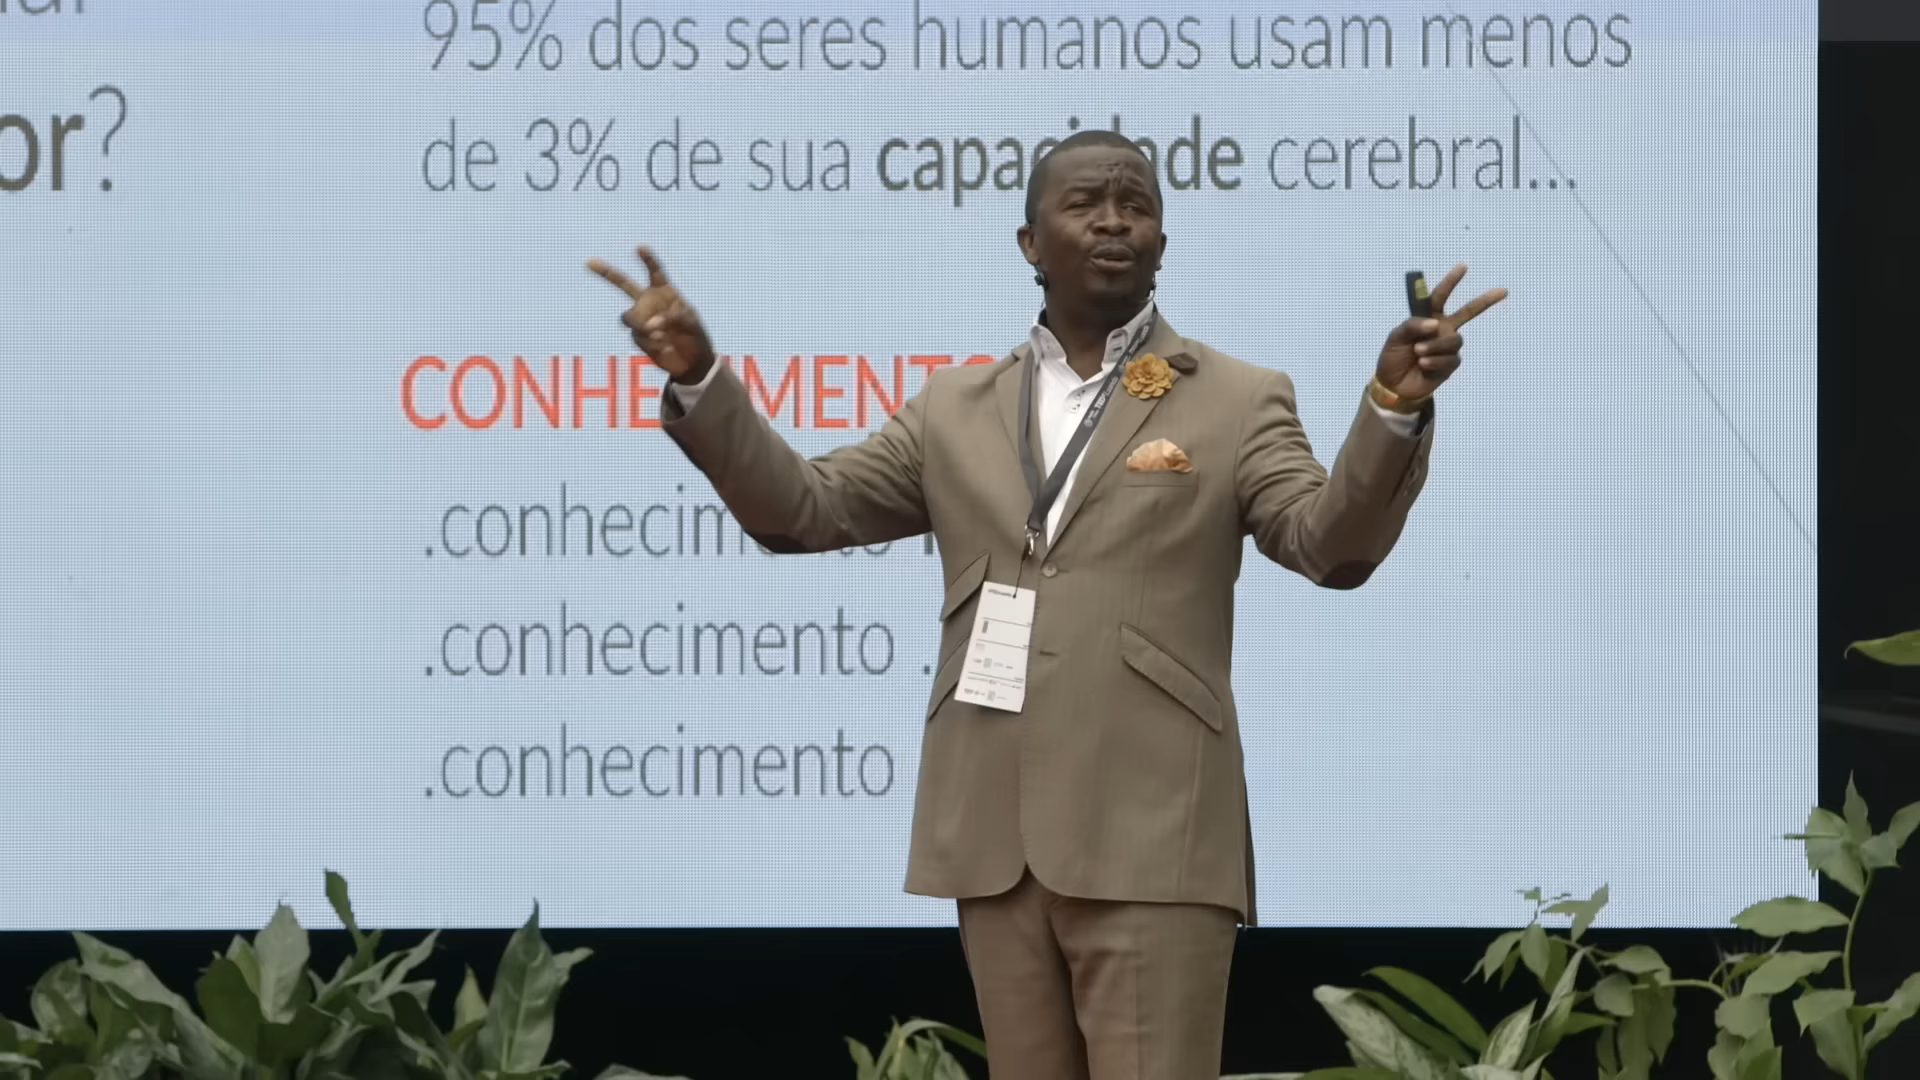 or?
95% dos seres humanos usam menos
de 3% de sua capacidade cerebral...
CONHECIMENTO
.conhecimento
.conhecimento .
.conhecimento